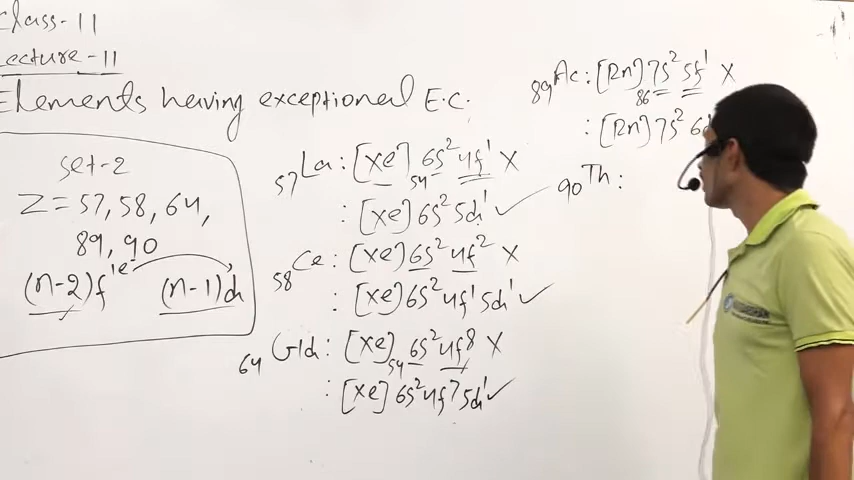 Class-11
Lecture-11
Elements having exceptional E.C.
Set-2
Z=57,58,64,
89,90
(n-2)f 1e⁻ (n-1)d
57La: [Xe]54 6s² 4f¹ X
: [Xe] 6s² 5d¹ ✓
58Ce: [Xe] 6s² 4f² X
: [Xe] 6s² 4f¹ 5d¹ ✓
64Gd: [Xe]54 6s² 4f⁸ X
: [Xe] 6s² 4f⁷ 5d¹ ✓
89Ac: [Rn]86 7s² 5f¹ X
: [Rn] 7s² 6d
90Th: